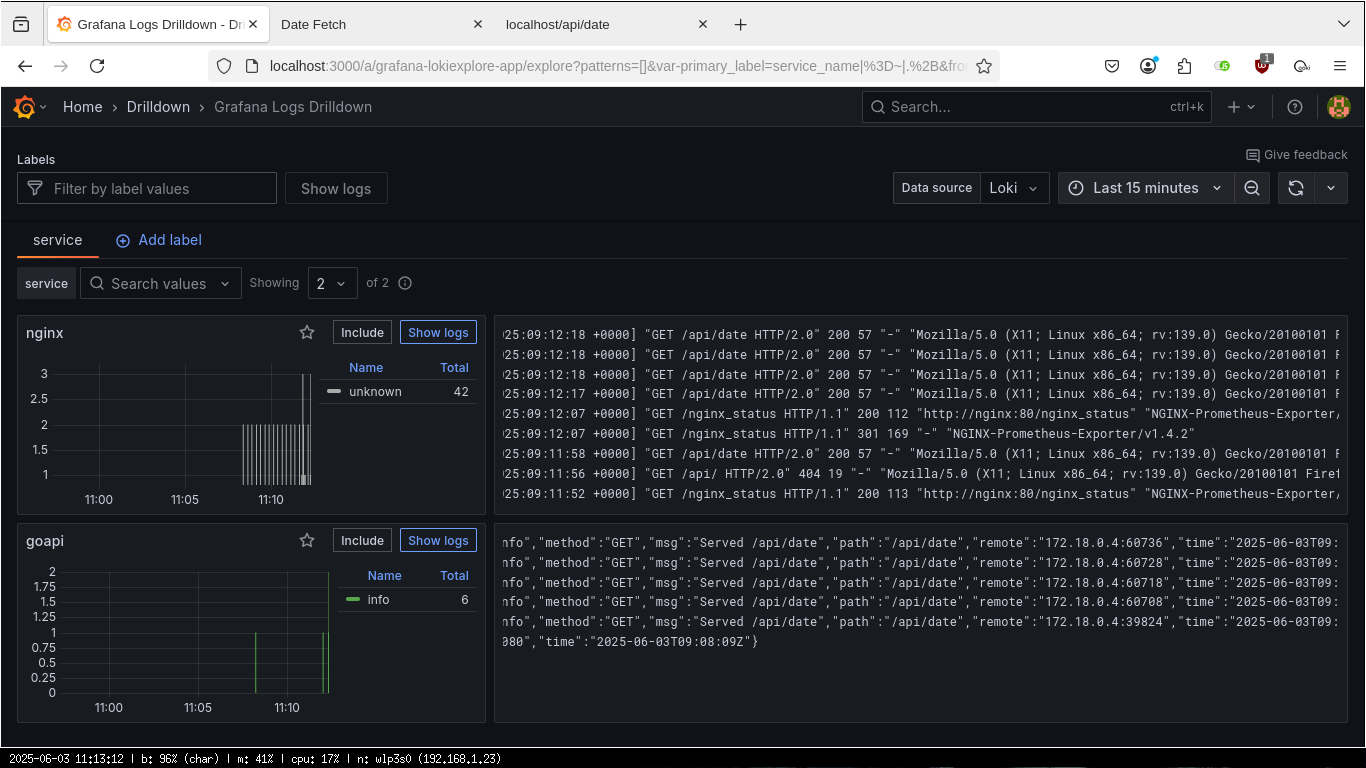 Grafana Logs Drilldown - Dri
Date Fetch
localhost/api/date
localhost:3000/a/grafana-lokiexplore-app/explore?patterns=[]&var-primary_label=service_name|%3D~|.%2B&fro
1
Home › Drilldown › Grafana Logs Drilldown
Search... ctrl+k
Labels
Give feedback
Filter by label values
Show logs
Data source Loki
Last 15 minutes
service
Add label
service Search values Showing 2 of 2
nginx Include Show logs
Name Total
unknown 42
3
2.5
2
1.5
1
11:00 11:05 11:10
025:09:12:18 +0000] "GET /api/date HTTP/2.0" 200 57 "-" "Mozilla/5.0 (X11; Linux x86_64; rv:139.0) Gecko/20100101 F
025:09:12:18 +0000] "GET /api/date HTTP/2.0" 200 57 "-" "Mozilla/5.0 (X11; Linux x86_64; rv:139.0) Gecko/20100101 F
025:09:12:18 +0000] "GET /api/date HTTP/2.0" 200 57 "-" "Mozilla/5.0 (X11; Linux x86_64; rv:139.0) Gecko/20100101 F
025:09:12:17 +0000] "GET /api/date HTTP/2.0" 200 57 "-" "Mozilla/5.0 (X11; Linux x86_64; rv:139.0) Gecko/20100101 F
025:09:12:07 +0000] "GET /nginx_status HTTP/1.1" 200 112 "http://nginx:80/nginx_status" "NGINX-Prometheus-Exporter/
025:09:12:07 +0000] "GET /nginx_status HTTP/1.1" 301 169 "-" "NGINX-Prometheus-Exporter/v1.4.2"
025:09:11:58 +0000] "GET /api/date HTTP/2.0" 200 57 "-" "Mozilla/5.0 (X11; Linux x86_64; rv:139.0) Gecko/20100101 F
025:09:11:56 +0000] "GET /api/ HTTP/2.0" 404 19 "-" "Mozilla/5.0 (X11; Linux x86_64; rv:139.0) Gecko/20100101 Firef
025:09:11:52 +0000] "GET /nginx_status HTTP/1.1" 200 113 "http://nginx:80/nginx_status" "NGINX-Prometheus-Exporter/
goapi Include Show logs
Name Total
info 6
2
1.75
1.5
1.25
1
0.75
0.5
0.25
0
11:00 11:05 11:10
nfo","method":"GET","msg":"Served /api/date","path":"/api/date","remote":"172.18.0.4:60736","time":"2025-06-03T09:
nfo","method":"GET","msg":"Served /api/date","path":"/api/date","remote":"172.18.0.4:60728","time":"2025-06-03T09:
nfo","method":"GET","msg":"Served /api/date","path":"/api/date","remote":"172.18.0.4:60718","time":"2025-06-03T09:
nfo","method":"GET","msg":"Served /api/date","path":"/api/date","remote":"172.18.0.4:60708","time":"2025-06-03T09:
nfo","method":"GET","msg":"Served /api/date","path":"/api/date","remote":"172.18.0.4:39824","time":"2025-06-03T09:
080","time":"2025-06-03T09:08:09Z"}
2025-06-03 11:13:12 | b: 96% (char) | m: 41% | cpu: 17% | n: wlp3s0 (192.168.1.23)